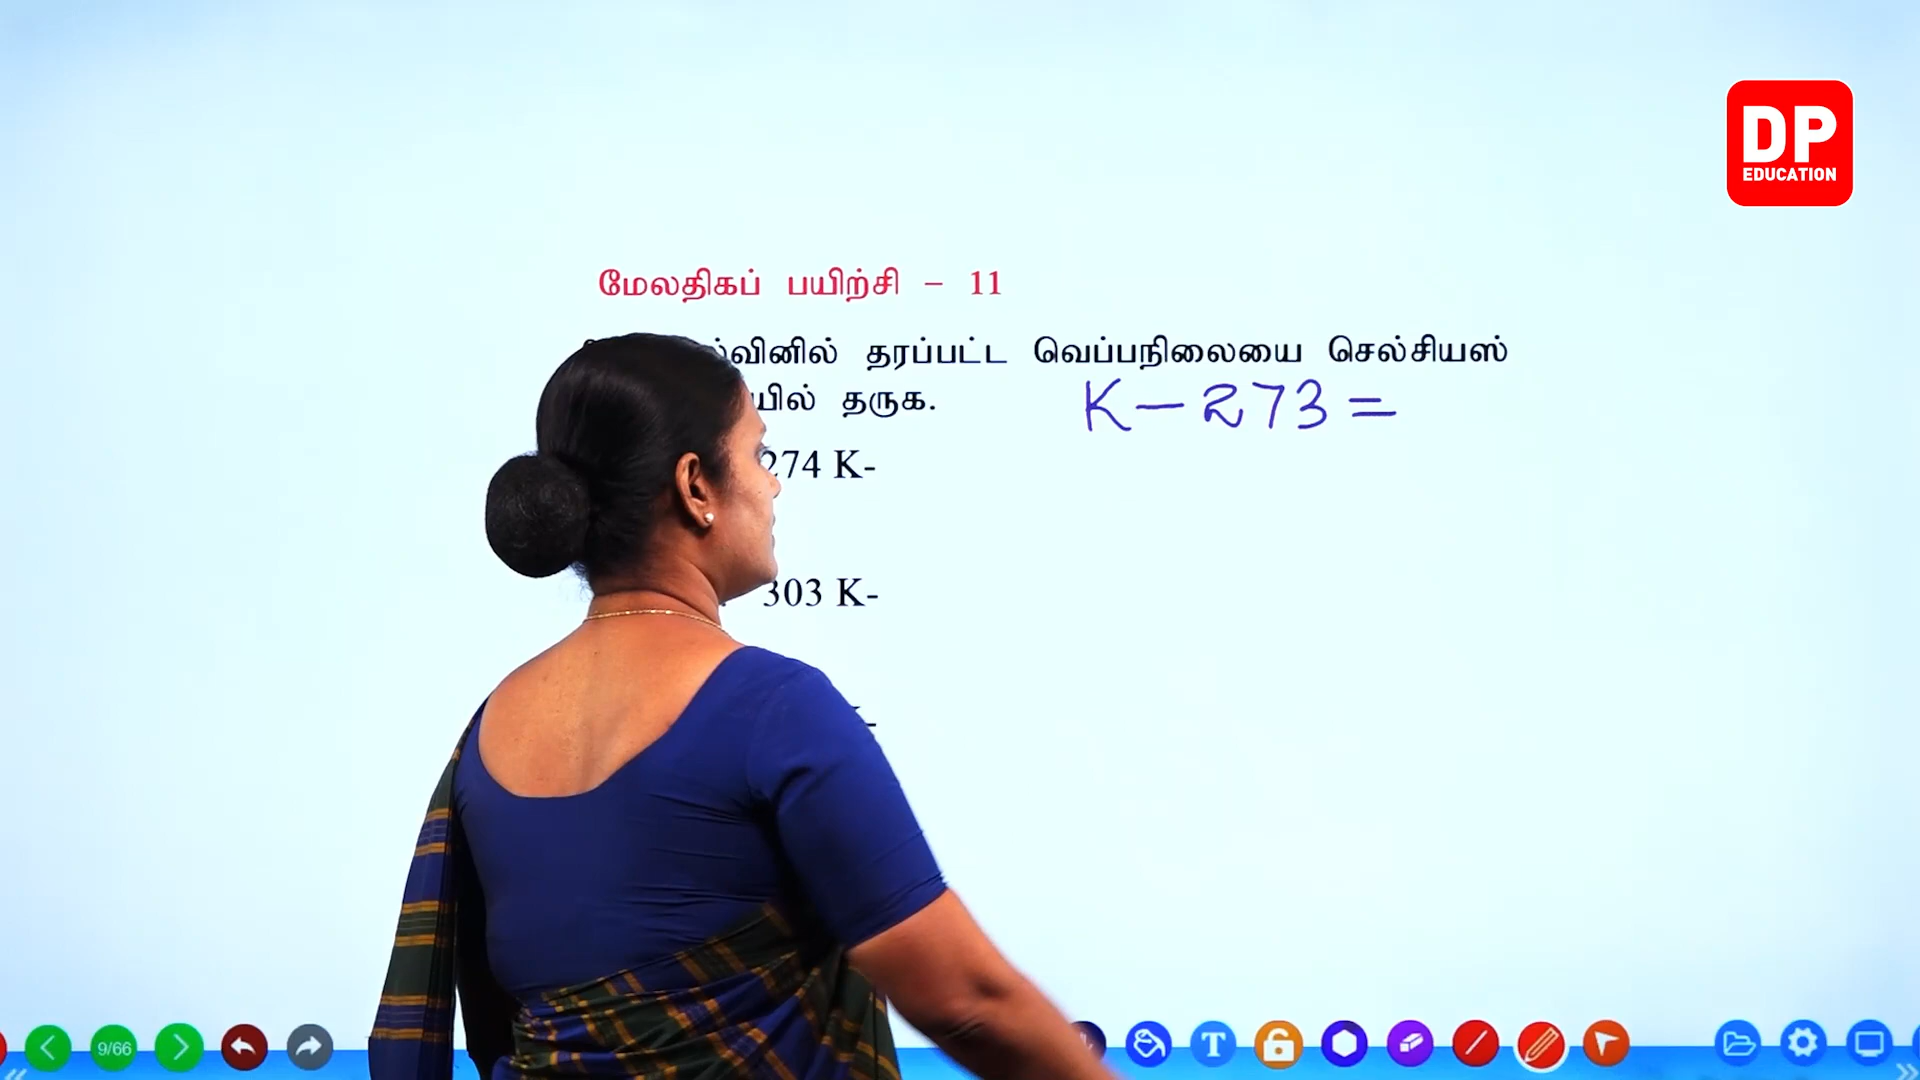 DP
EDUCATION
மேலதிகப் பயிற்சி – 11
தரப்பட்ட வெப்பநிலையை செல்சியஸ்
தருக.
K – 273 =
274 K-
303 K-
9/66
T